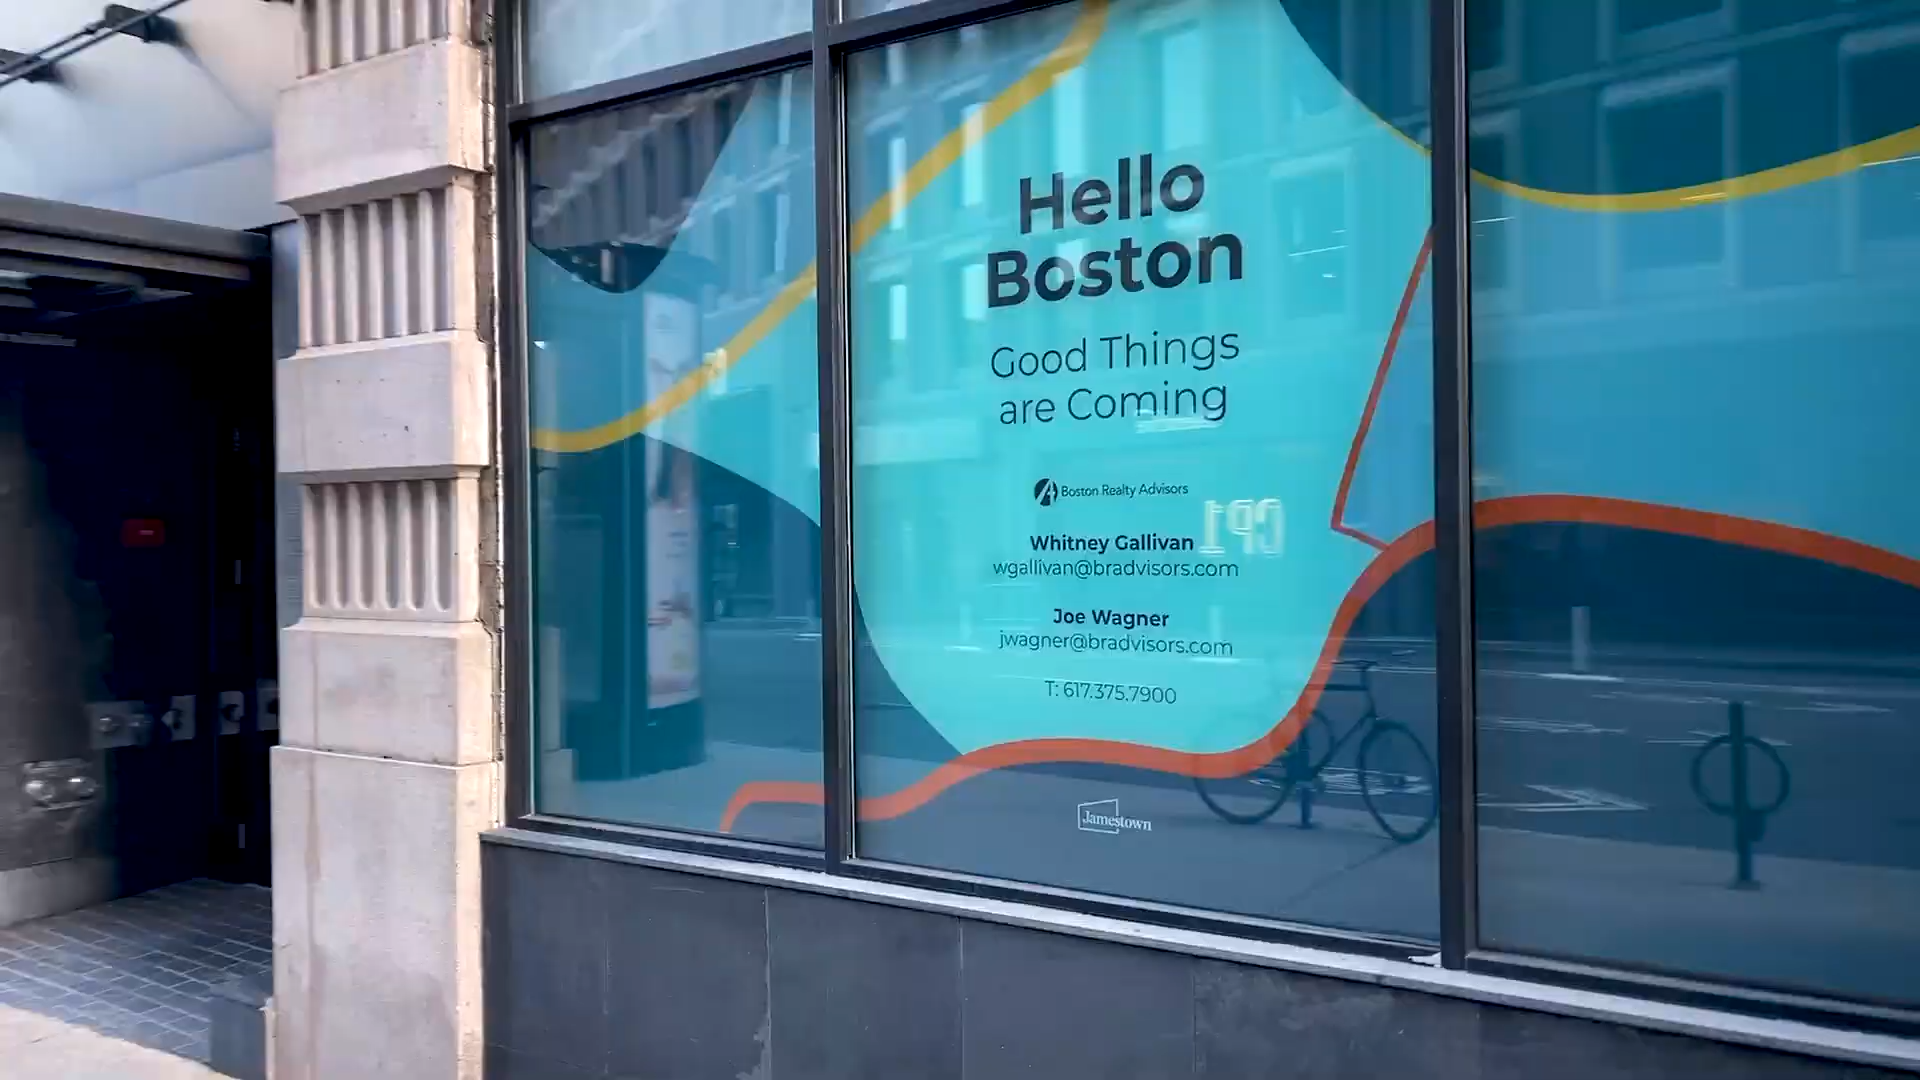 Hello
Boston
Good Things
are Coming
Boston Realty Advisors
Whitney Gallivan
wgallivan@bradvisors.com
Joe Wagner
jwagner@bradvisors.com
T: 617.375.7900
Jamestown